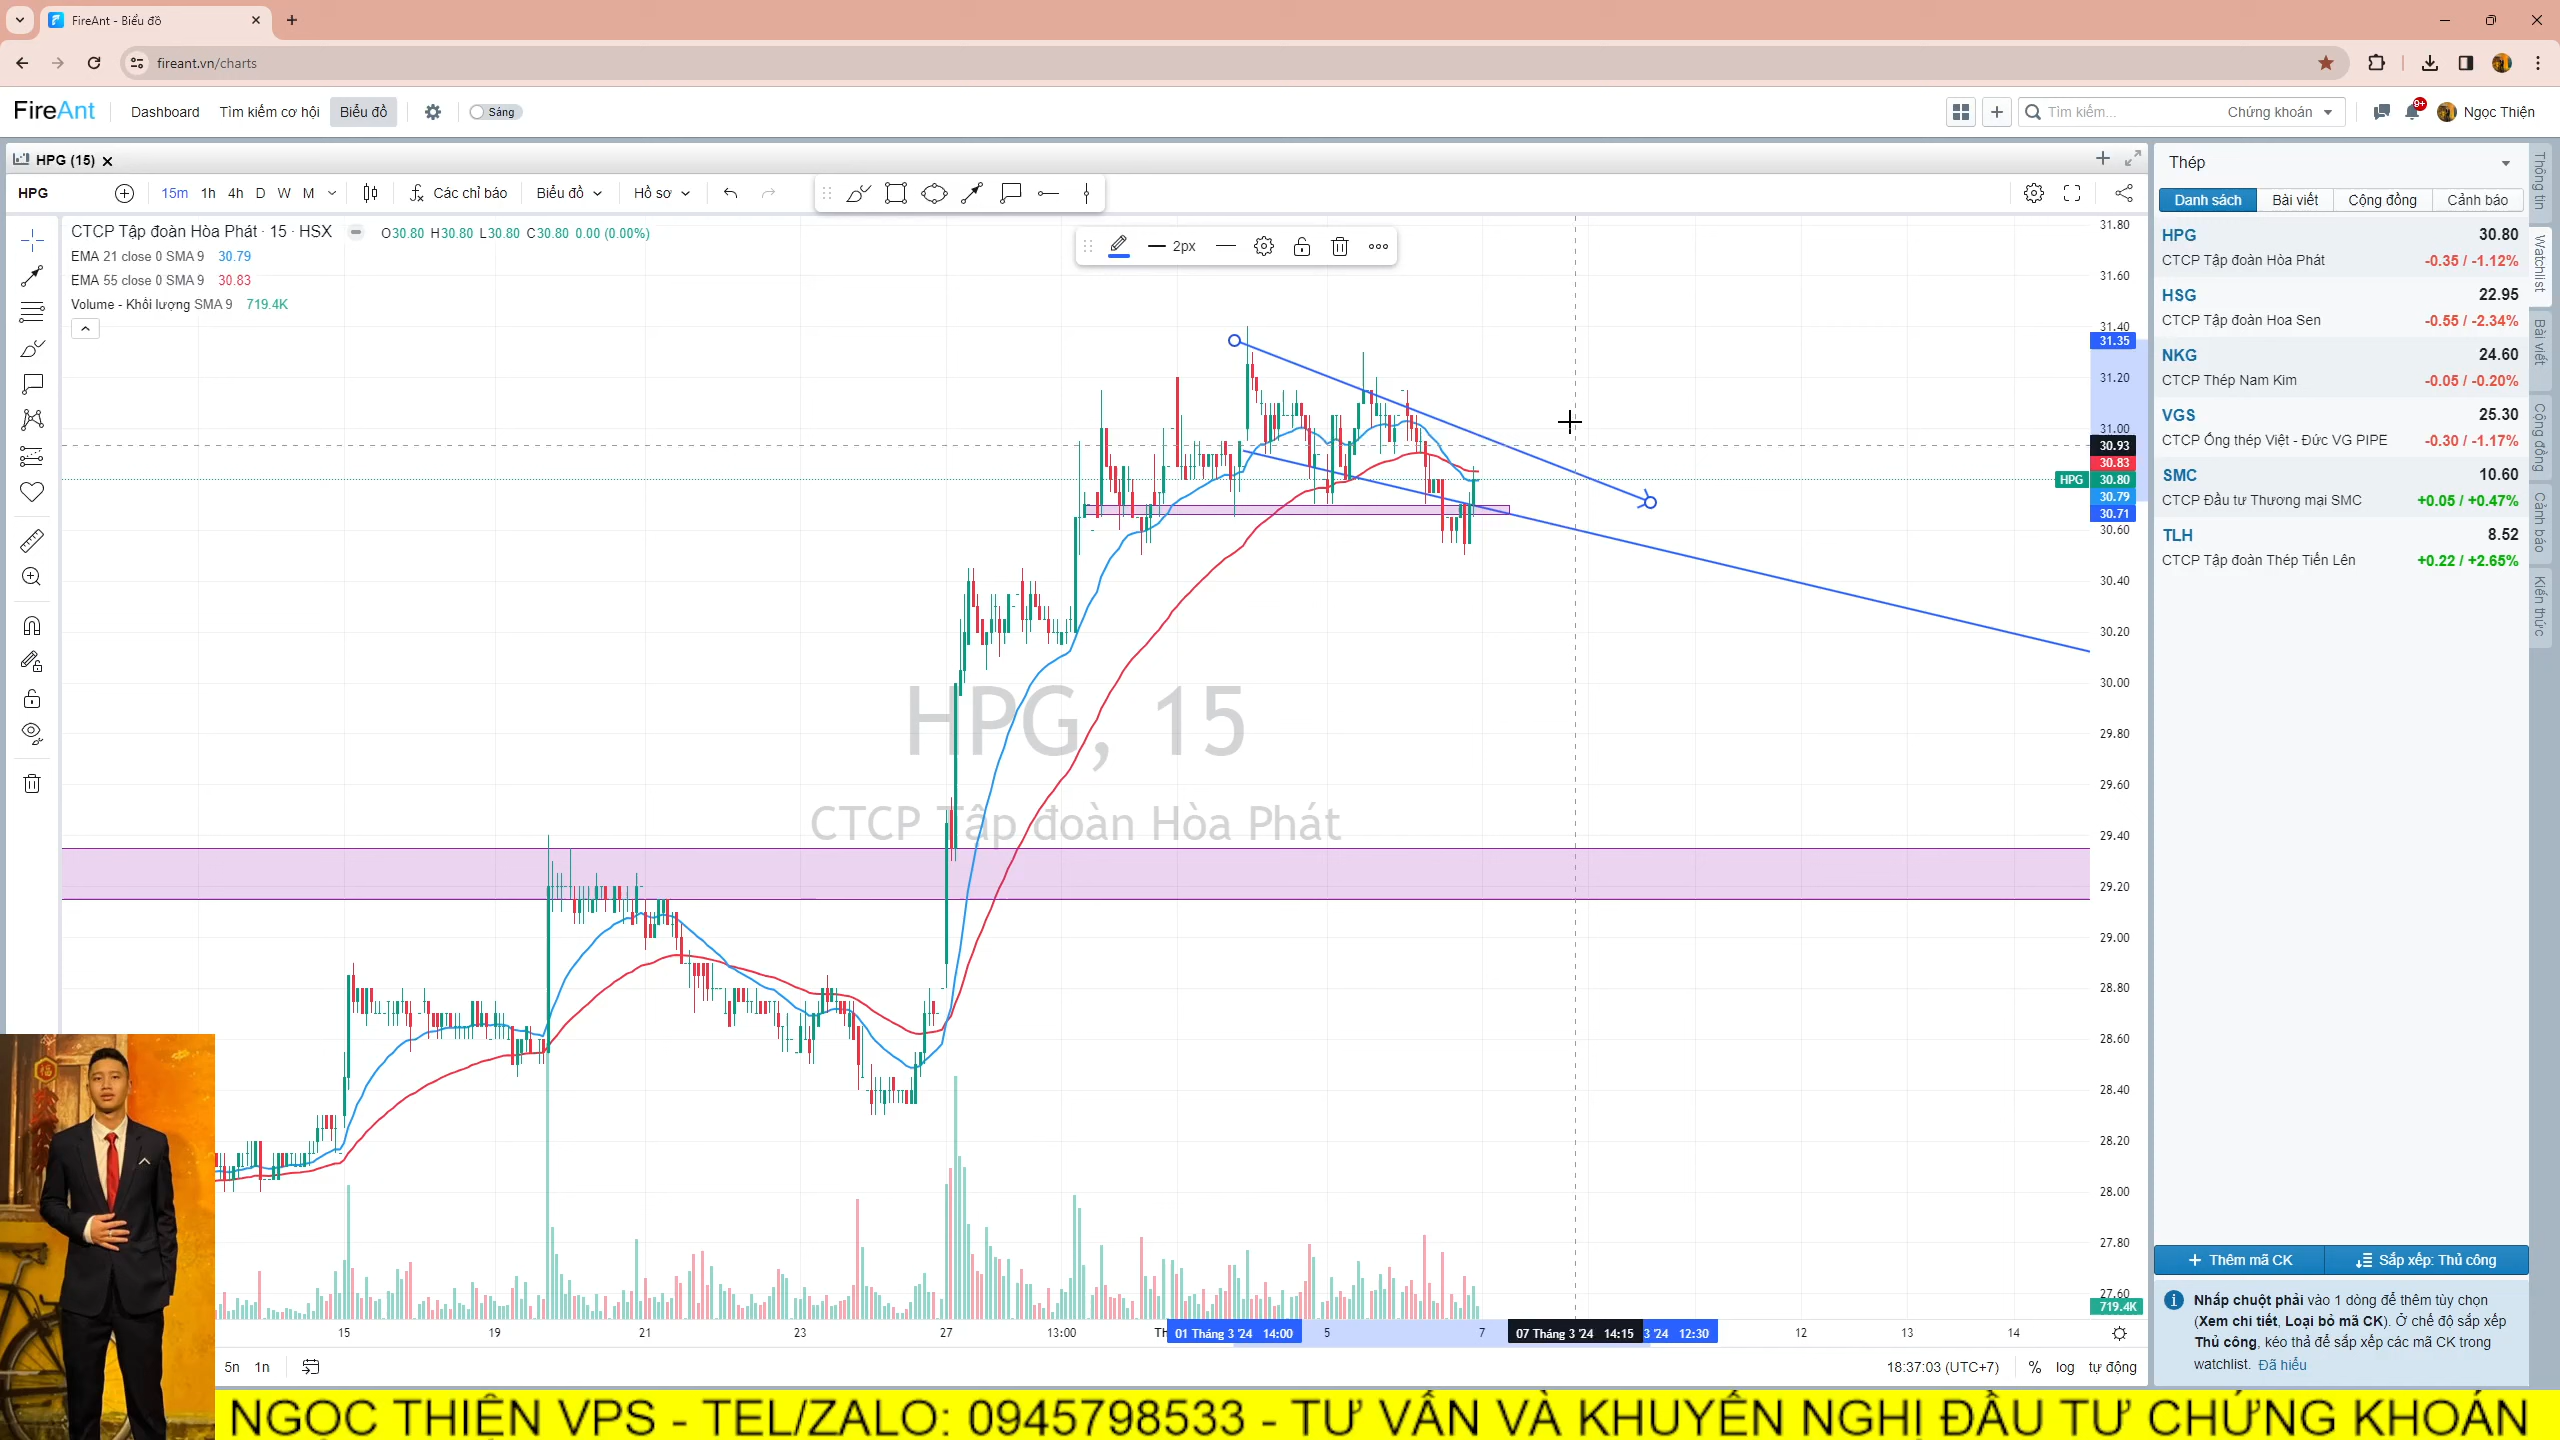 FireAnt - Biểu đồ
fireant.vn/charts
FireAnt
Dashboard
Tìm kiếm cơ hội
Biểu đồ
Sáng
Tìm kiếm...
Chứng khoán
9+
Ngọc Thiện
HPG (15)
HPG
15m 1h 4h D W M
Các chỉ báo
Biểu đồ
Hồ sơ
CTCP Tập đoàn Hòa Phát · 15 · HSX
O30.80 H30.80 L30.80 C30.80 0.00 (0.00%)
EMA 21 close 0 SMA 9 30.79
EMA 55 close 0 SMA 9 30.83
Volume - Khối lượng SMA 9 719.4K
2px
HPG, 15
CTCP Tập đoàn Hòa Phát
31.80
31.60
31.40
31.35
31.20
31.00
30.93
30.83
HPG 30.80
30.79
30.71
30.60
30.40
30.20
30.00
29.80
29.60
29.40
29.20
29.00
28.80
28.60
28.40
28.20
28.00
27.80
27.60
719.4K
15 19 21 23 27 13:00 TH 01 Tháng 3 '24 14:00 5 7 07 Tháng 3 '24 14:15 3 '24 12:30 12 13 14
5n 1n
18:37:03 (UTC+7)
% log tự động
Thép
Danh sách Bài viết Cộng đồng Cảnh báo
HPG 30.80
CTCP Tập đoàn Hòa Phát -0.35 / -1.12%
HSG 22.95
CTCP Tập đoàn Hoa Sen -0.55 / -2.34%
NKG 24.60
CTCP Thép Nam Kim -0.05 / -0.20%
VGS 25.30
CTCP Ống thép Việt - Đức VG PIPE -0.30 / -1.17%
SMC 10.60
CTCP Đầu tư Thương mại SMC +0.05 / +0.47%
TLH 8.52
CTCP Tập đoàn Thép Tiến Lên +0.22 / +2.65%
Thêm mã CK
Sắp xếp: Thủ công
Nhấp chuột phải vào 1 dòng để thêm tùy chọn
(Xem chi tiết, Loại bỏ mã CK). Ở chế độ sắp xếp
Thủ công, kéo thả để sắp xếp các mã CK trong
watchlist. Đã hiểu
Thông tin
Watchlist
Bài viết
Cộng đồng
Cảnh báo
Kiến thức
福
NGỌC THIỆN VPS - TEL/ZALO: 0945798533 - TƯ VẤN VÀ KHUYẾN NGHỊ ĐẦU TƯ CHỨNG KHOÁN